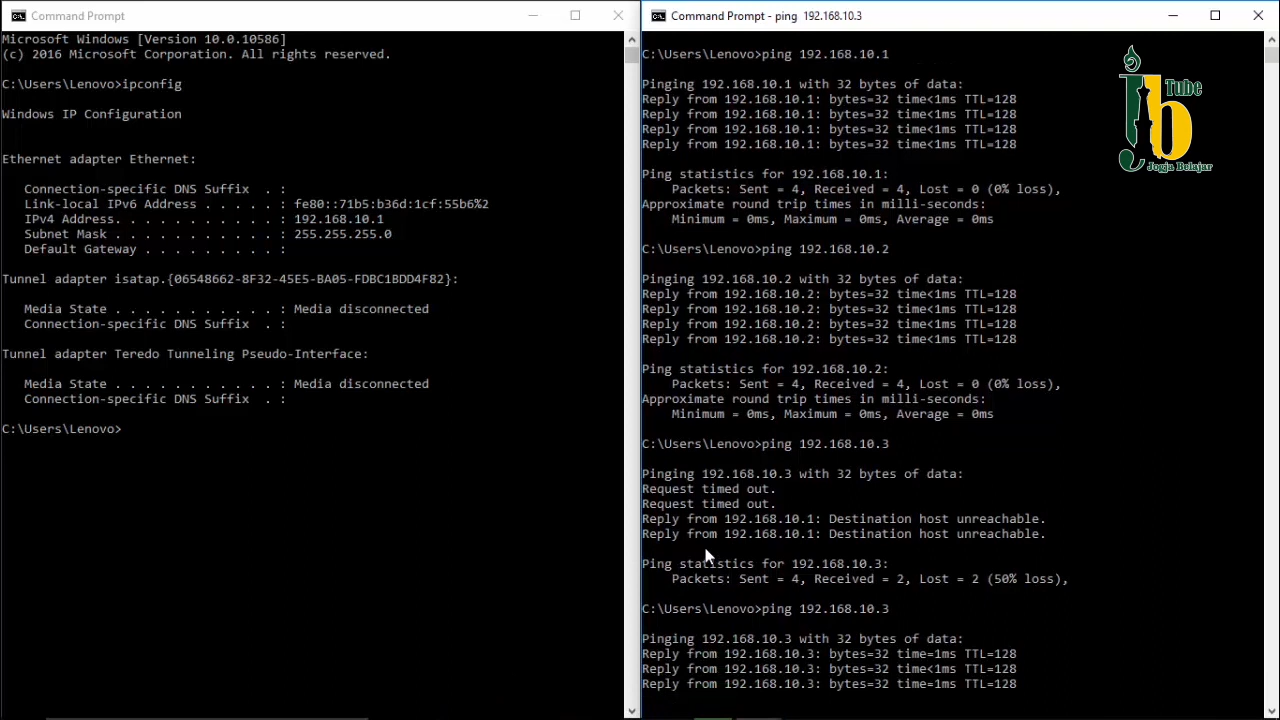 Command Prompt
Microsoft Windows [Version 10.0.10586]
(c) 2016 Microsoft Corporation. All rights reserved.
C:\Users\Lenovo>ipconfig
Windows IP Configuration
Ethernet adapter Ethernet:
Connection-specific DNS Suffix  . :
Link-local IPv6 Address . . . . . : fe80::71b5:b36d:1cf:55b6%2
IPv4 Address. . . . . . . . . . . : 192.168.10.1
Subnet Mask . . . . . . . . . . . : 255.255.255.0
Default Gateway . . . . . . . . . :
Tunnel adapter isatap.{06548662-8F32-45E5-BA05-FDBC1BDD4F82}:
Media State . . . . . . . . . . . : Media disconnected
Connection-specific DNS Suffix  . :
Tunnel adapter Teredo Tunneling Pseudo-Interface:
Media State . . . . . . . . . . . : Media disconnected
Connection-specific DNS Suffix  . :
C:\Users\Lenovo>
Command Prompt - ping  192.168.10.3
C:\Users\Lenovo>ping 192.168.10.1
Pinging 192.168.10.1 with 32 bytes of data:
Reply from 192.168.10.1: bytes=32 time<1ms TTL=128
Reply from 192.168.10.1: bytes=32 time<1ms TTL=128
Reply from 192.168.10.1: bytes=32 time<1ms TTL=128
Reply from 192.168.10.1: bytes=32 time<1ms TTL=128
Ping statistics for 192.168.10.1:
Packets: Sent = 4, Received = 4, Lost = 0 (0% loss),
Approximate round trip times in milli-seconds:
Minimum = 0ms, Maximum = 0ms, Average = 0ms
C:\Users\Lenovo>ping 192.168.10.2
Pinging 192.168.10.2 with 32 bytes of data:
Reply from 192.168.10.2: bytes=32 time<1ms TTL=128
Reply from 192.168.10.2: bytes=32 time<1ms TTL=128
Reply from 192.168.10.2: bytes=32 time<1ms TTL=128
Reply from 192.168.10.2: bytes=32 time<1ms TTL=128
Ping statistics for 192.168.10.2:
Packets: Sent = 4, Received = 4, Lost = 0 (0% loss),
Approximate round trip times in milli-seconds:
Minimum = 0ms, Maximum = 0ms, Average = 0ms
C:\Users\Lenovo>ping 192.168.10.3
Pinging 192.168.10.3 with 32 bytes of data:
Request timed out.
Request timed out.
Reply from 192.168.10.1: Destination host unreachable.
Reply from 192.168.10.1: Destination host unreachable.
Ping statistics for 192.168.10.3:
Packets: Sent = 4, Received = 2, Lost = 2 (50% loss),
C:\Users\Lenovo>ping 192.168.10.3
Pinging 192.168.10.3 with 32 bytes of data:
Reply from 192.168.10.3: bytes=32 time=1ms TTL=128
Reply from 192.168.10.3: bytes=32 time<1ms TTL=128
Reply from 192.168.10.3: bytes=32 time=1ms TTL=128
jb Tube
Jogja Belajar